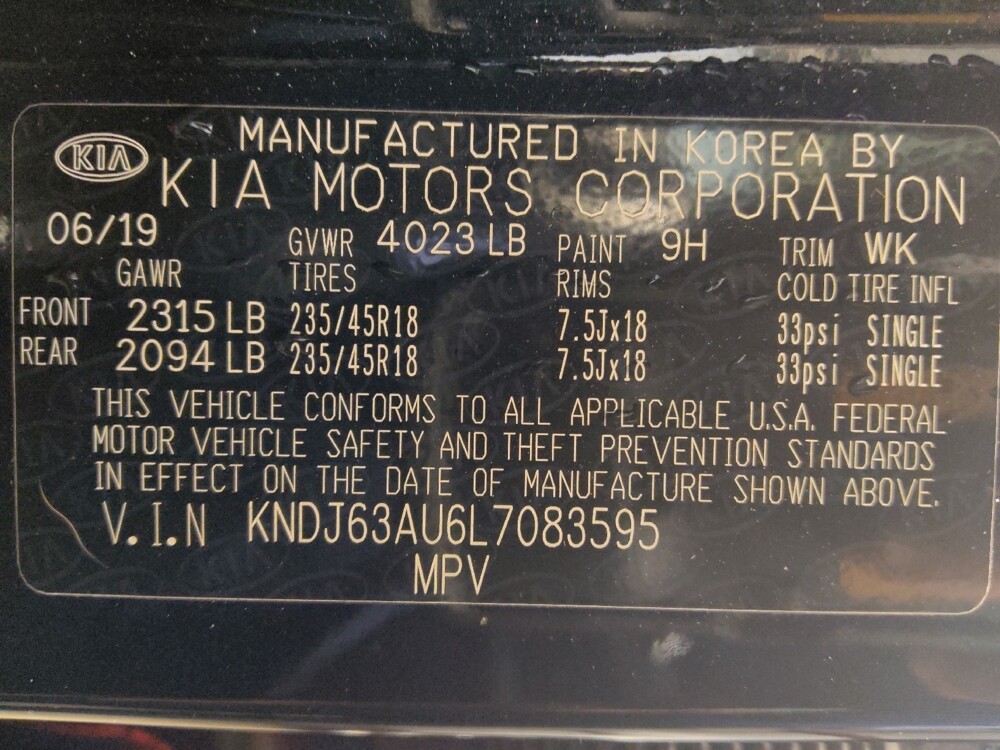 KIA
MANUFACTURED IN KOREA BY
KIA MOTORS CORPORATION
06/19 GVWR 4023 LB PAINT 9H TRIM WK
GAWR TIRES RIMS COLD TIRE INFL
FRONT 2315 LB 235/45R18 7.5Jx18 33psi SINGLE
REAR 2094 LB 235/45R18 7.5Jx18 33psi SINGLE
THIS VEHICLE CONFORMS TO ALL APPLICABLE U.S.A. FEDERAL
MOTOR VEHICLE SAFETY AND THEFT PREVENTION STANDARDS
IN EFFECT ON THE DATE OF MANUFACTURE SHOWN ABOVE.
V.I.N KNDJ63AU6L7083595
MPV